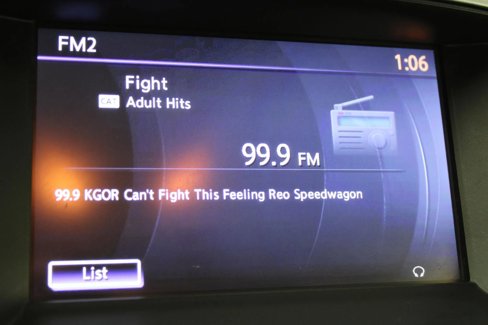 FM2
1:06
Fight
CAT Adult Hits
99.9 FM
99.9 KGOR Can't Fight This Feeling Reo Speedwagon
List